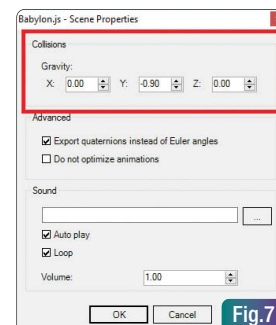 Babylon.js - Scene Properties
Collisions
Gravity:
X: 0.00 Y: -0.90 Z: 0.00
Advanced
Export quaternions instead of Euler angles
Do not optimize animations
Sound
...
Auto play
Loop
Volume: 1.00
OK Cancel
Fig.7